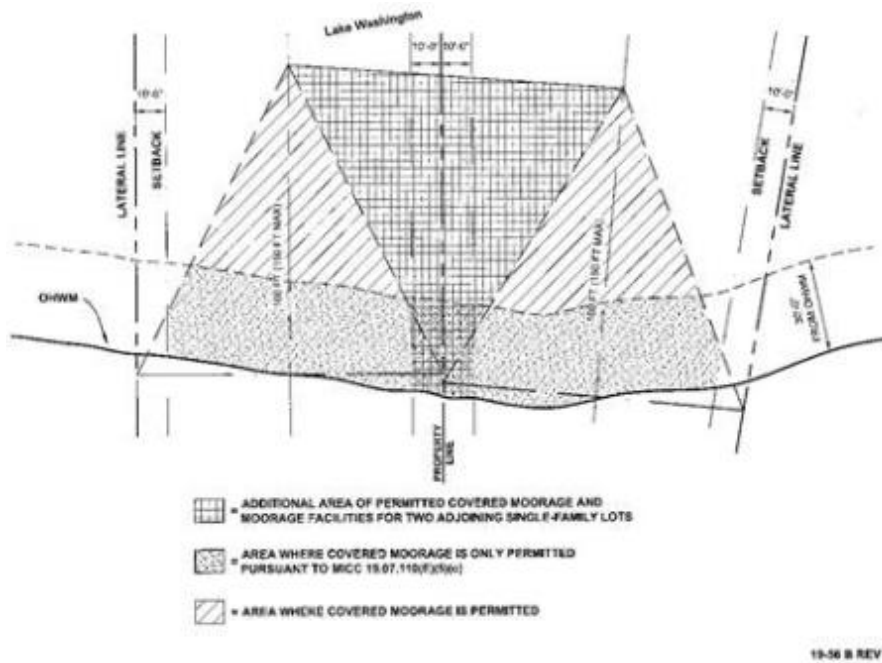 Lake Washington
10'-0" 10'-0"
10'-0"
10'-0"
LATERAL LINE
SETBACK
SETBACK
LATERAL LINE
100 FT (150 FT MAX)
100 FT (150 FT MAX)
OHWM
30'-0"
FROM OHWM
PROPERTY
LINE
= ADDITIONAL AREA OF PERMITTED COVERED MOORAGE AND
MOORAGE FACILITIES FOR TWO ADJOINING SINGLE-FAMILY LOTS
= AREA WHERE COVERED MOORAGE IS ONLY PERMITTED
PURSUANT TO MICC 19.07.110
= AREA WHERE COVERED MOORAGE IS PERMITTED
19-56 B REV